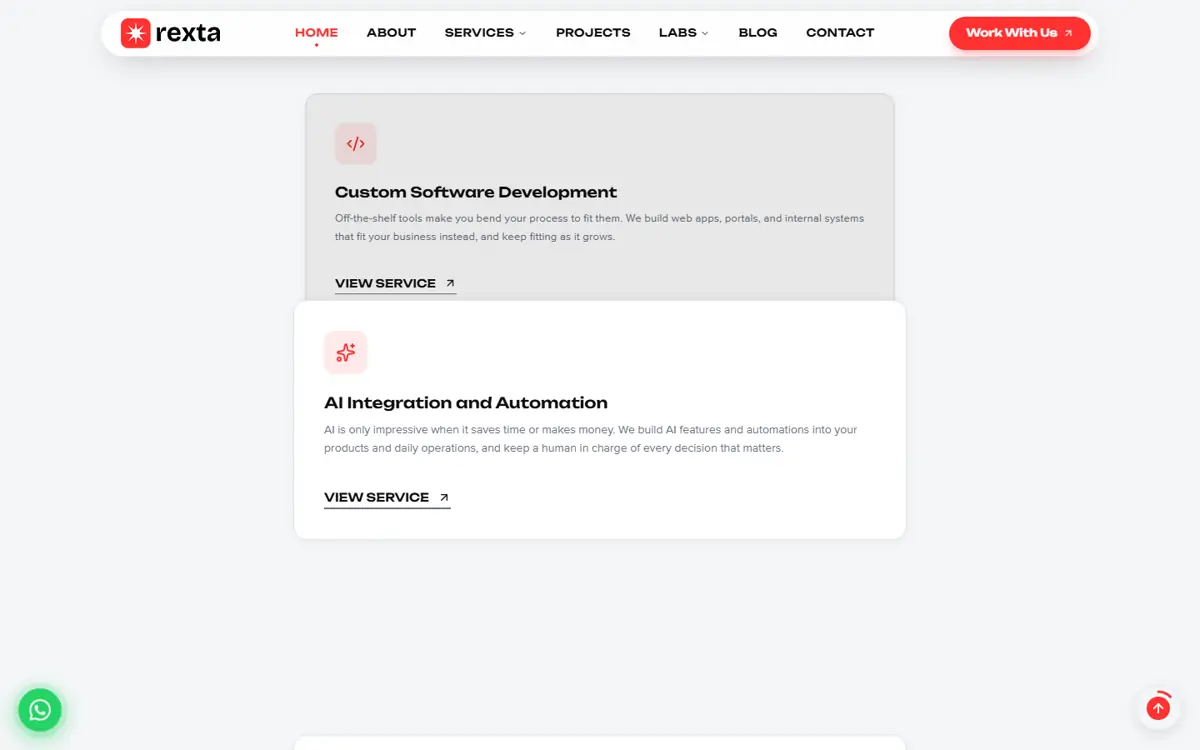 rexta
HOME
ABOUT
SERVICES
PROJECTS
LABS
BLOG
CONTACT
Work With Us
Custom Software Development
Off-the-shelf tools make you bend your process to fit them. We build web apps, portals, and internal systems
that fit your business instead, and keep fitting as it grows.
VIEW SERVICE
AI Integration and Automation
AI is only impressive when it saves time or makes money. We build AI features and automations into your
products and daily operations, and keep a human in charge of every decision that matters.
VIEW SERVICE